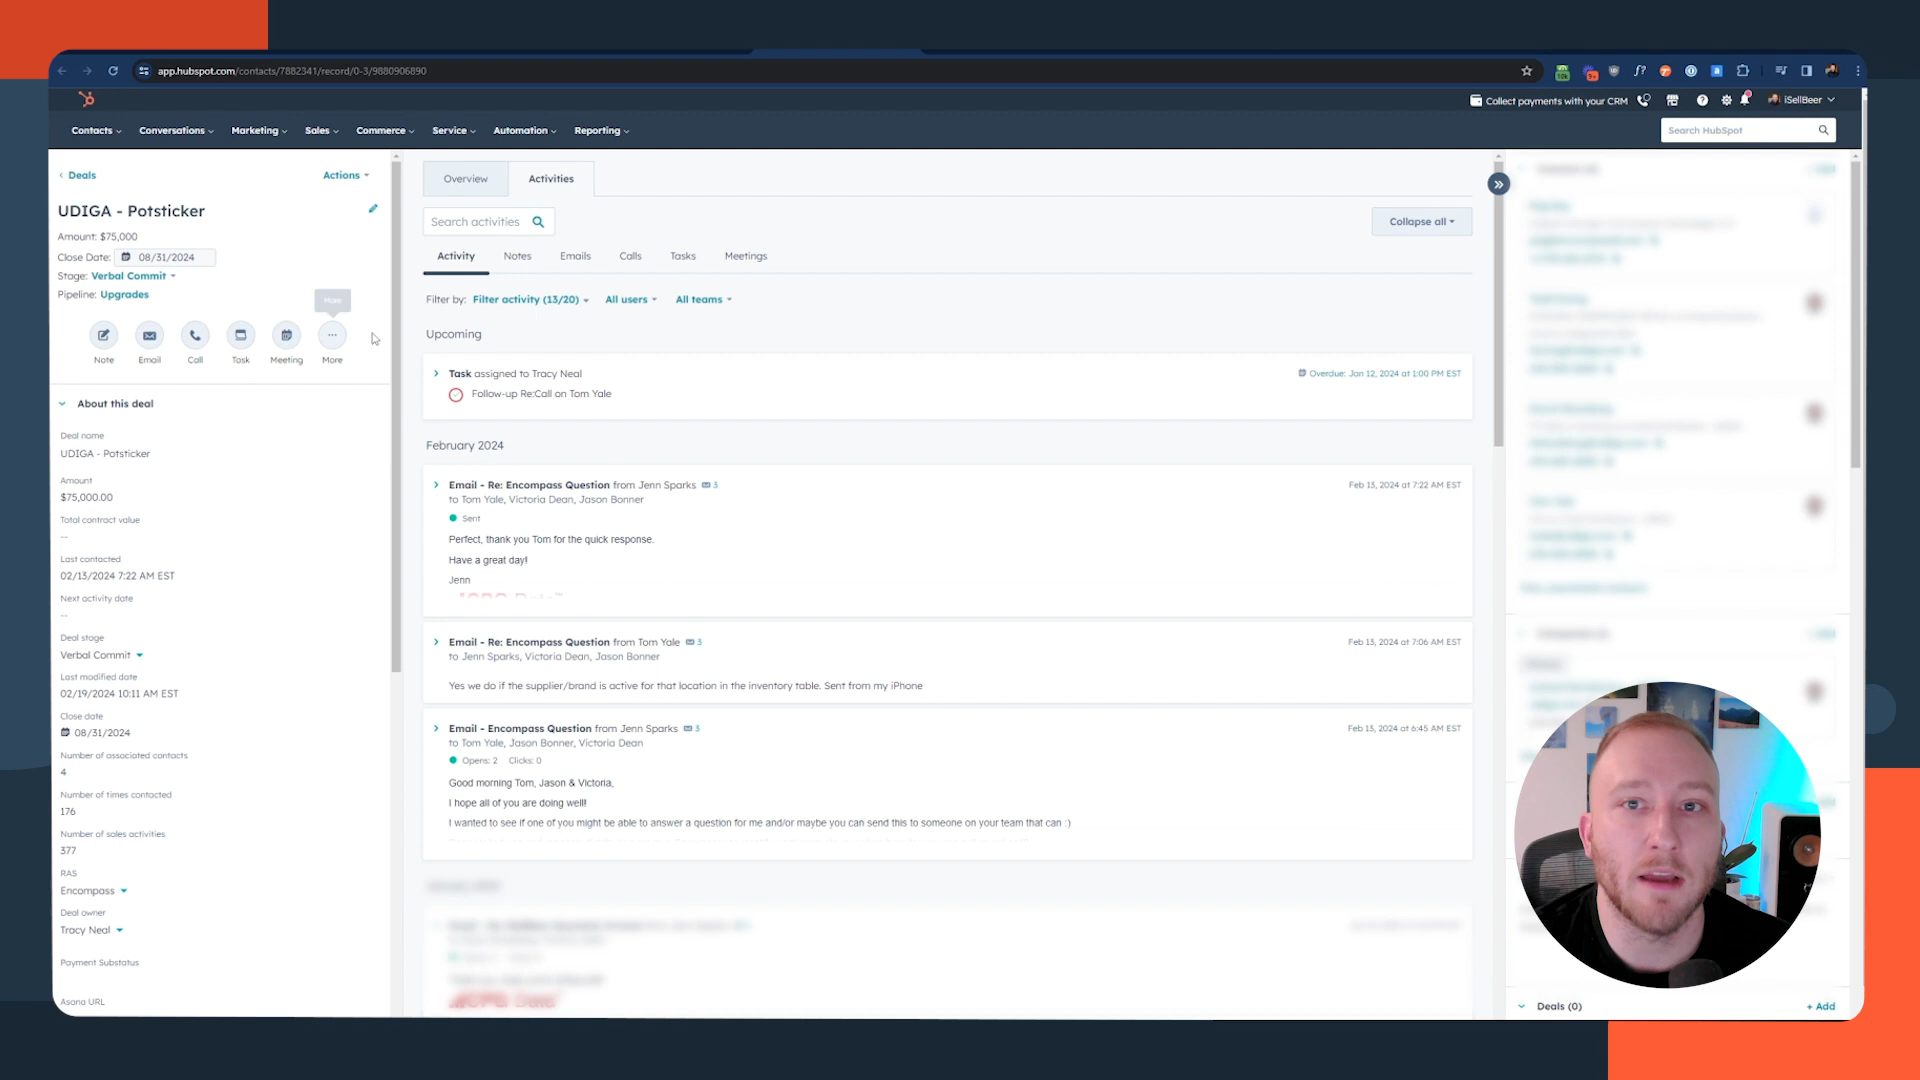 app.hubspot.com/contacts/7882341/record/0-3/9880906890
Collect payments with your CRM
iSellBeer
Contacts
Conversations
Marketing
Sales
Commerce
Service
Automation
Reporting
Search HubSpot
Deals
Actions
UDIGA - Potsticker
Amount: $75,000
Close Date: 08/31/2024
Stage: Verbal Commit
Pipeline: Upgrades
More
Note
Email
Call
Task
Meeting
More
About this deal
Deal name
UDIGA - Potsticker
Amount
$75,000.00
Total contract value
--
Last contacted
02/13/2024 7:22 AM EST
Next activity date
--
Deal stage
Verbal Commit
Last modified date
02/19/2024 10:11 AM EST
Close date
08/31/2024
Number of associated contacts
4
Number of times contacted
176
Number of sales activities
377
RAS
Encompass
Deal owner
Tracy Neal
Payment Substatus
Asana URL
Overview
Activities
Search activities
Collapse all
Activity
Notes
Emails
Calls
Tasks
Meetings
Filter by: Filter activity (13/20) All users All teams
Upcoming
Task assigned to Tracy Neal
Overdue: Jan 12, 2024 at 1:00 PM EST
Follow-up Re:Call on Tom Yale
February 2024
Email - Re: Encompass Question from Jenn Sparks 3
Feb 13, 2024 at 7:22 AM EST
to Tom Yale, Victoria Dean, Jason Bonner
Sent
Perfect, thank you Tom for the quick response.
Have a great day!
Jenn
Email - Re: Encompass Question from Tom Yale 3
Feb 13, 2024 at 7:06 AM EST
to Jenn Sparks, Victoria Dean, Jason Bonner
Yes we do if the supplier/brand is active for that location in the inventory table. Sent from my iPhone
Email - Encompass Question from Jenn Sparks 3
Feb 13, 2024 at 6:45 AM EST
to Tom Yale, Jason Bonner, Victoria Dean
Opens: 2 Clicks: 0
Good morning Tom, Jason & Victoria,
I hope all of you are doing well!
I wanted to see if one of you might be able to answer a question for me and/or maybe you can send this to someone on your team that can :)
Deals (0)
+ Add